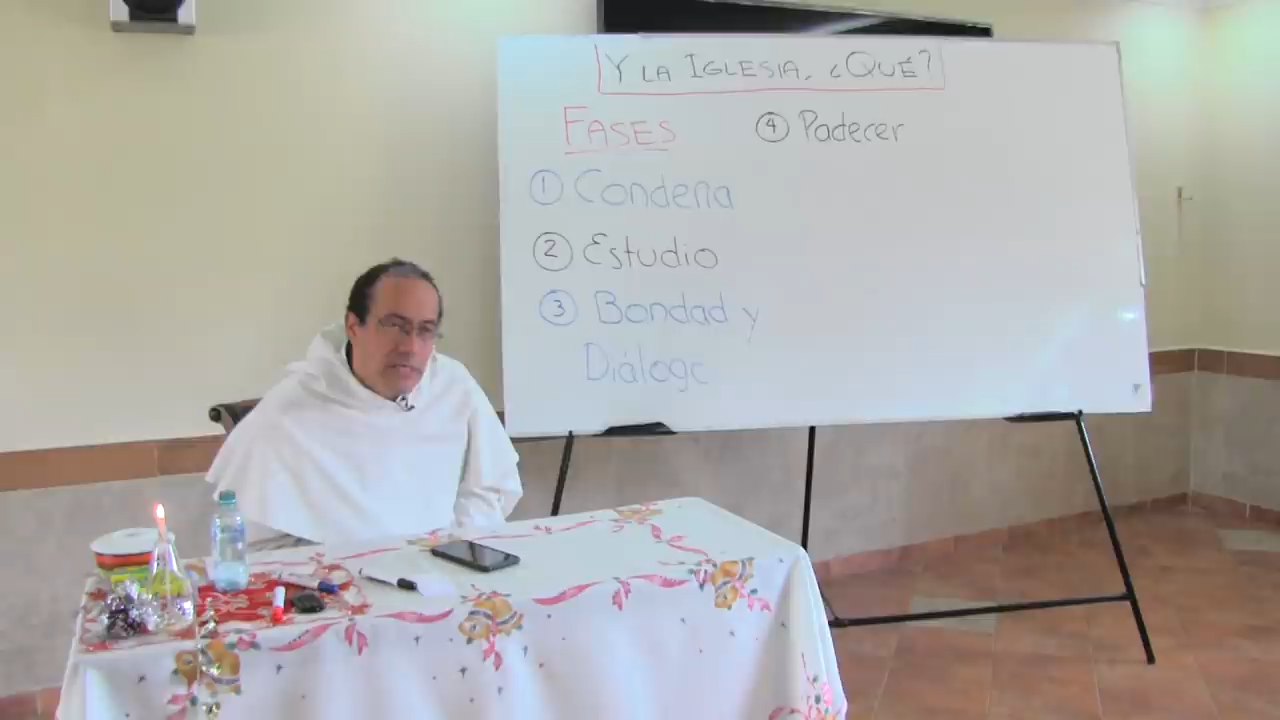 Y LA IGLESIA, ¿QUÉ?
FASES
① Condena
② Estudio
③ Bondad y
Diálogo
④ Padecer